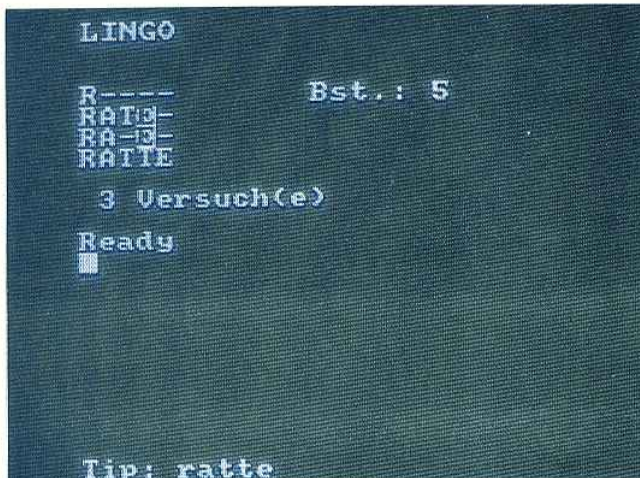 LINGO
R---- Bst.: 5
RATE-
RA-E-
RATTE
3 Versuch(e)
Ready
Tip: ratte